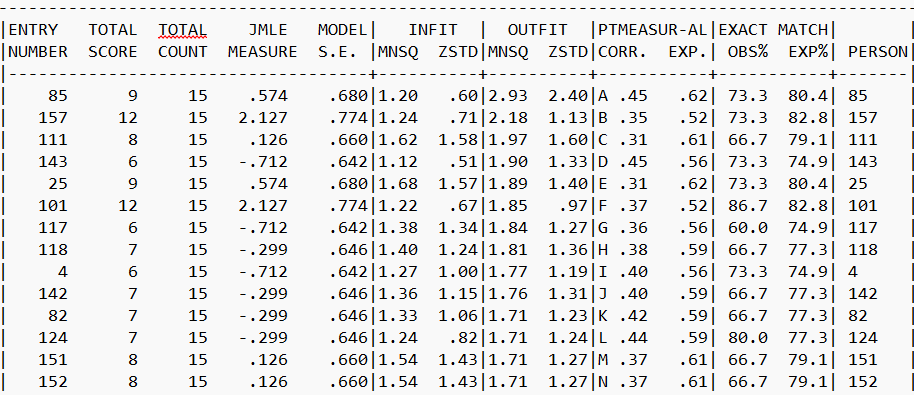 |ENTRY   TOTAL  TOTAL    JMLE   MODEL|   INFIT  |  OUTFIT  |PTMEASUR-AL|EXACT MATCH|       |
|NUMBER  SCORE  COUNT  MEASURE  S.E. |MNSQ  ZSTD|MNSQ  ZSTD|CORR.  EXP.| OBS%  EXP%| PERSON|
|    85      9     15     .574   .680|1.20   .60|2.93  2.40|A .45   .62| 73.3  80.4| 85    |
|   157     12     15    2.127   .774|1.24   .71|2.18  1.13|B .35   .52| 73.3  82.8| 157   |
|   111      8     15     .126   .660|1.62  1.58|1.97  1.60|C .31   .61| 66.7  79.1| 111   |
|   143      6     15    -.712   .642|1.12   .51|1.90  1.33|D .45   .56| 73.3  74.9| 143   |
|    25      9     15     .574   .680|1.68  1.57|1.89  1.40|E .31   .62| 73.3  80.4| 25    |
|   101     12     15    2.127   .774|1.22   .67|1.85   .97|F .37   .52| 86.7  82.8| 101   |
|   117      6     15    -.712   .642|1.38  1.34|1.84  1.27|G .36   .56| 60.0  74.9| 117   |
|   118      7     15    -.299   .646|1.40  1.24|1.81  1.36|H .38   .59| 66.7  77.3| 118   |
|     4      6     15    -.712   .642|1.27  1.00|1.77  1.19|I .40   .56| 73.3  74.9| 4     |
|   142      7     15    -.299   .646|1.36  1.15|1.76  1.31|J .40   .59| 66.7  77.3| 142   |
|    82      7     15    -.299   .646|1.33  1.06|1.71  1.23|K .42   .59| 66.7  77.3| 82    |
|   124      7     15    -.299   .646|1.24   .82|1.71  1.24|L .44   .59| 80.0  77.3| 124   |
|   151      8     15     .126   .660|1.54  1.43|1.71  1.27|M .37   .61| 66.7  79.1| 151   |
|   152      8     15     .126   .660|1.54  1.43|1.71  1.27|N .37   .61| 66.7  79.1| 152   |